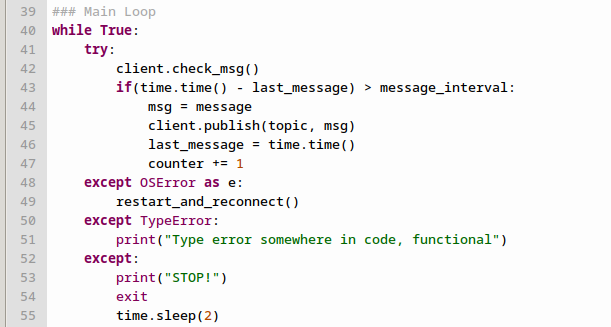 39 ### Main Loop
40 while True:
41     try:
42         client.check_msg()
43         if(time.time() - last_message) > message_interval:
44             msg = message
45             client.publish(topic, msg)
46             last_message = time.time()
47             counter += 1
48     except OSError as e:
49         restart_and_reconnect()
50     except TypeError:
51         print("Type error somewhere in code, functional")
52     except:
53         print("STOP!")
54         exit
55         time.sleep(2)